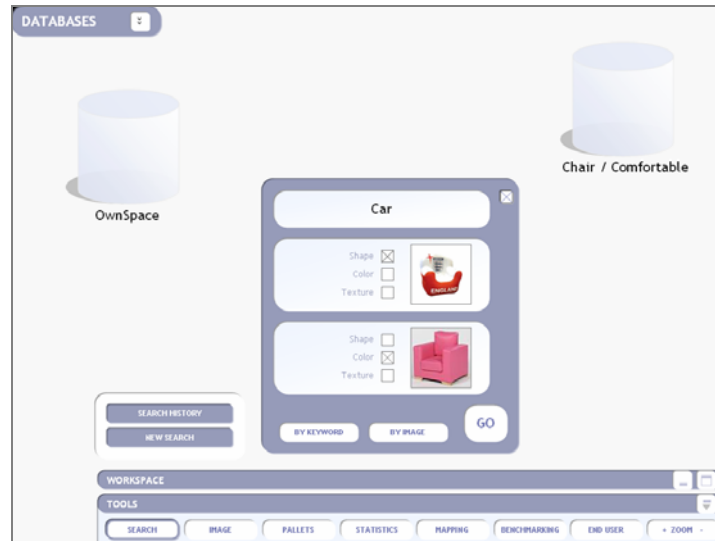 DATABASES
Chair / Comfortable
OwnSpace
Car
Shape
Color
Texture
ENGLAND
Shape
Color
Texture
SEARCH HISTORY
NEW SEARCH
BY KEYWORD
BY IMAGE
GO
WORKSPACE
TOOLS
SEARCH
IMAGE
PALLETS
STATISTICS
MAPPING
BENCHMARKING
END USER
+ ZOOM -